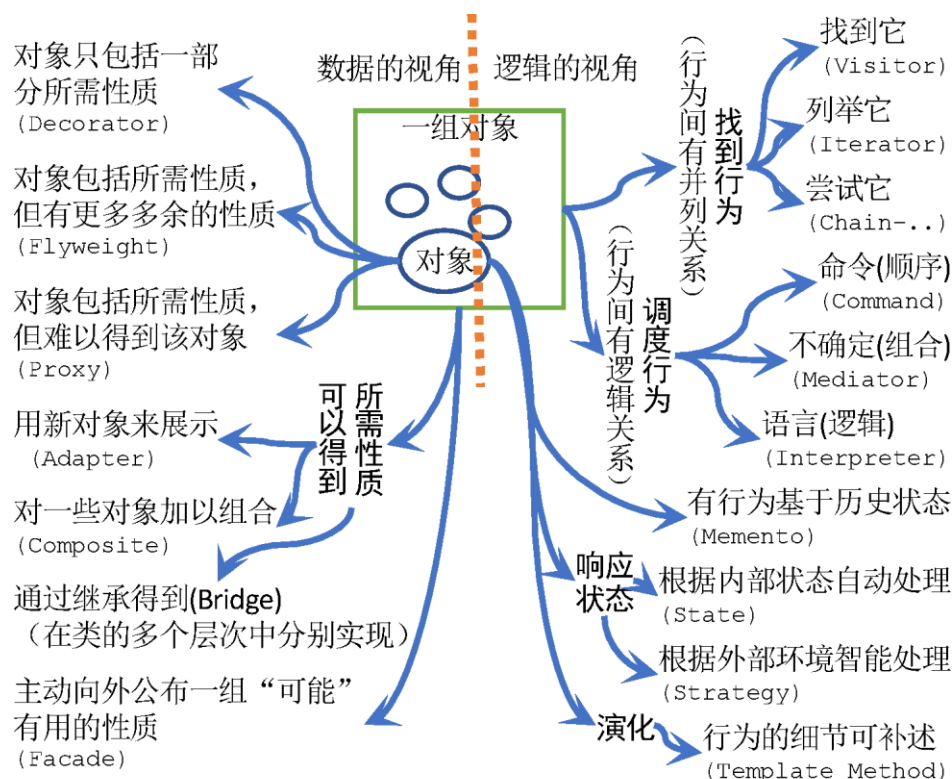 数据的视角
逻辑的视角
一组对象
对象
对象只包括一部
分所需性质
(Decorator)
对象包括所需性质，
但有更多多余的性质
(Flyweight)
对象包括所需性质，
但难以得到该对象
(Proxy)
所需性质
可以得到
用新对象来展示
(Adapter)
对一些对象加以组合
(Composite)
通过继承得到(Bridge)
（在类的多个层次中分别实现）
主动向外公布一组“可能”
有用的性质
(Facade)
找到行为
（行为间有并列关系）
找到它
(Visitor)
列举它
(Iterator)
尝试它
(Chain-..)
调度行为
（行为间有逻辑关系）
命令(顺序)
(Command)
不确定(组合)
(Mediator)
语言(逻辑)
(Interpreter)
有行为基于历史状态
(Memento)
响应
状态
根据内部状态自动处理
(State)
根据外部环境智能处理
(Strategy)
演化
行为的细节可补述
(Template Method)